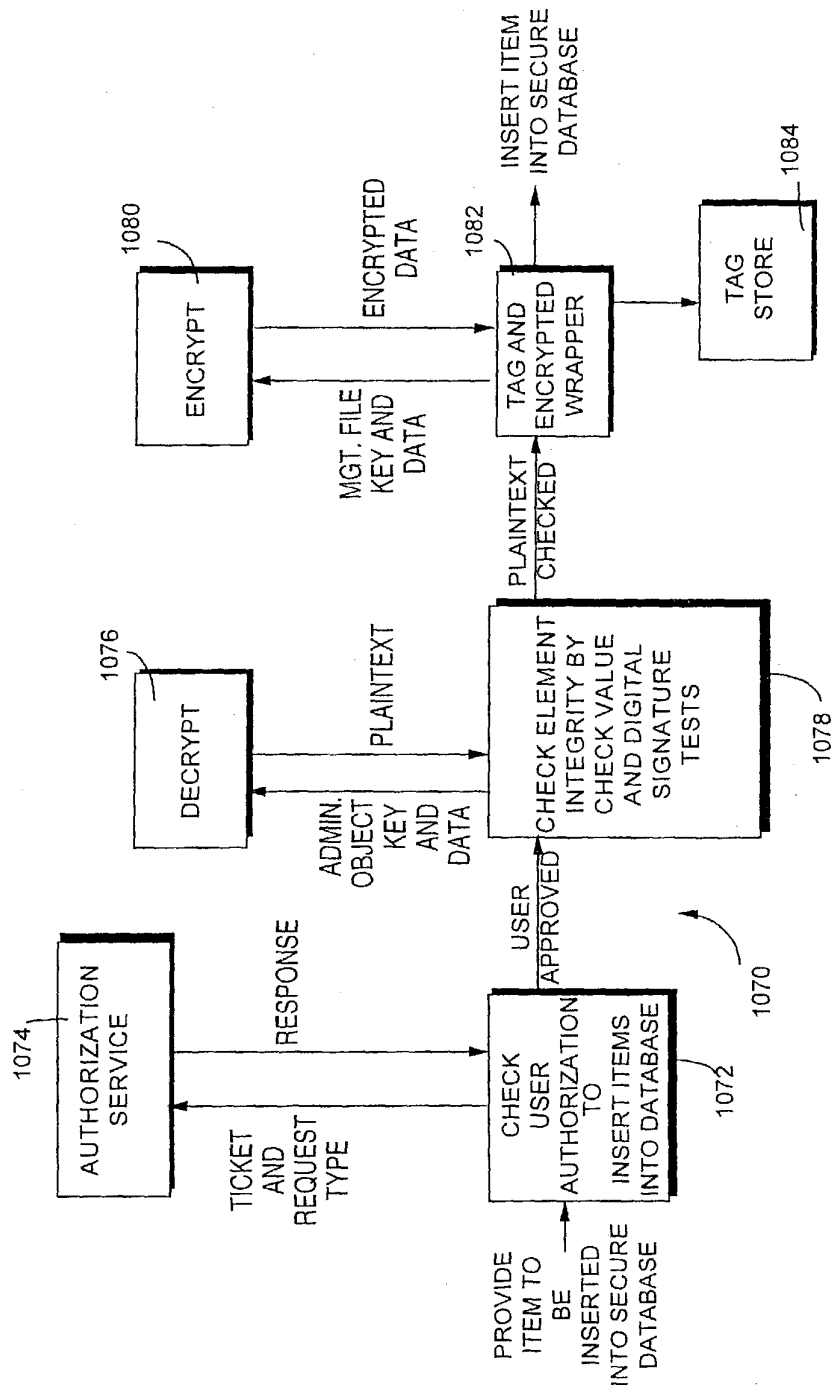 1074
AUTHORIZATION
SERVICE
TICKET
AND
REQUEST
TYPE
RESPONSE
PROVIDE
ITEM TO
BE
INSERTED
INTO SECURE
DATABASE
CHECK
USER
AUTHORIZATION
TO
INSERT ITEMS
INTO DATABASE
1072
USER
APPROVED
1070
1076
DECRYPT
ADMIN.
OBJECT
KEY
AND
DATA
PLAINTEXT
CHECK ELEMENT
INTEGRITY BY
CHECK VALUE
AND DIGITAL
SIGNATURE
TESTS
1078
PLAINTEXT
CHECKED
1080
ENCRYPT
MGT. FILE
KEY AND
DATA
ENCRYPTED
DATA
1082
TAG AND
ENCRYPTED
WRAPPER
INSERT ITEM
INTO SECURE
DATABASE
TAG
STORE
1084